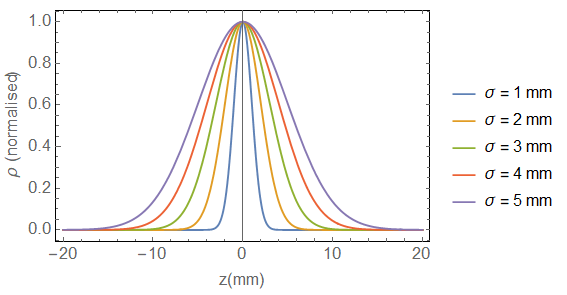 1.0
0.8
0.6
0.4
0.2
0.0
ρ (normalised)
−20 −10 0 10 20
z(mm)
σ = 1 mm
σ = 2 mm
σ = 3 mm
σ = 4 mm
σ = 5 mm